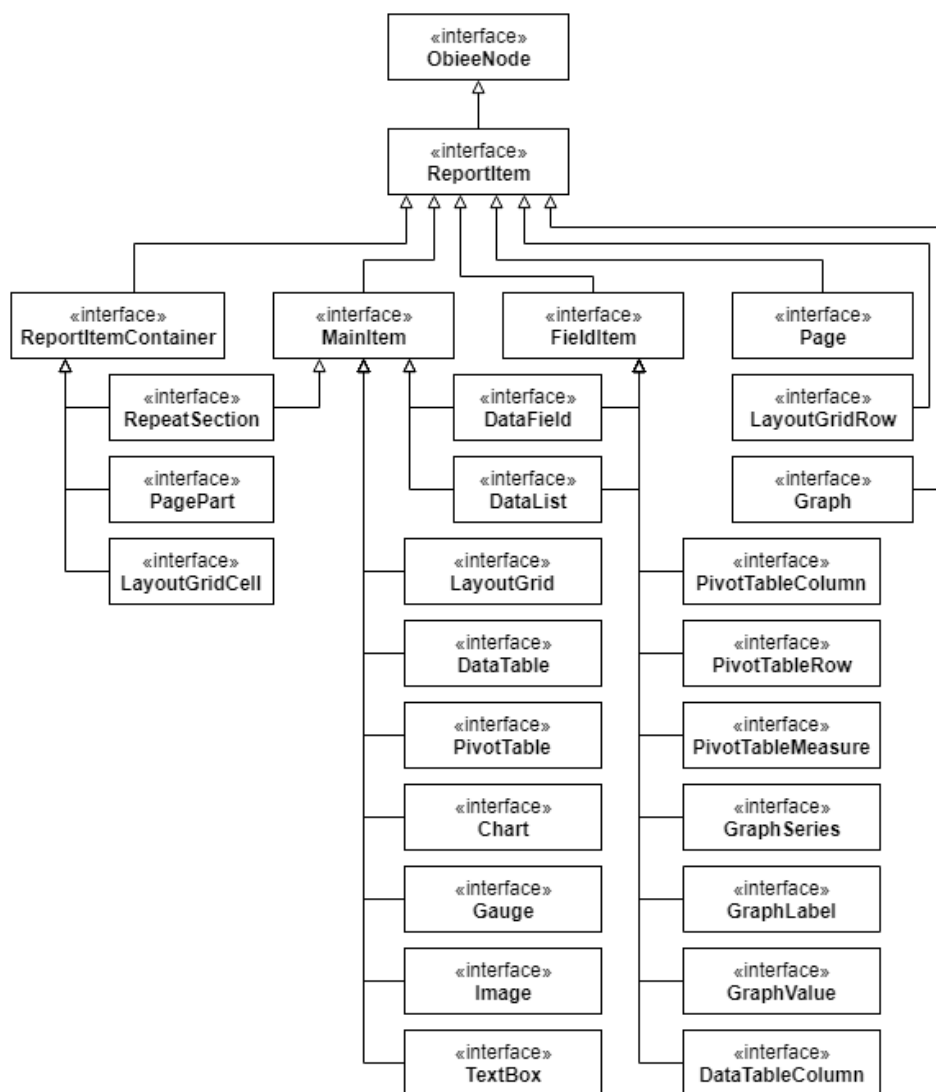 «interface»
ObieeNode
«interface»
ReportItem
«interface»
ReportItemContainer
«interface»
MainItem
«interface»
FieldItem
«interface»
Page
«interface»
RepeatSection
«interface»
DataField
«interface»
LayoutGridRow
«interface»
PagePart
«interface»
DataList
«interface»
Graph
«interface»
LayoutGridCell
«interface»
LayoutGrid
«interface»
PivotTableColumn
«interface»
DataTable
«interface»
PivotTableRow
«interface»
PivotTable
«interface»
PivotTableMeasure
«interface»
Chart
«interface»
GraphSeries
«interface»
Gauge
«interface»
GraphLabel
«interface»
Image
«interface»
GraphValue
«interface»
TextBox
«interface»
DataTableColumn